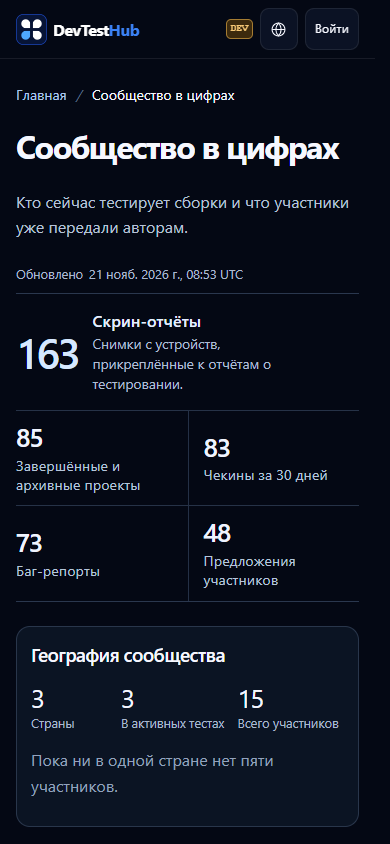 DevTestHub
DEV
Войти
Главная / Сообщество в цифрах
Сообщество в цифрах
Кто сейчас тестирует сборки и что участники
уже передали авторам.
Обновлено 21 нояб. 2026 г., 08:53 UTC
163
Скрин-отчёты
Снимки с устройств,
прикреплённые к отчётам о
тестировании.
85
Завершённые и
архивные проекты
83
Чекины за 30 дней
73
Баг-репорты
48
Предложения
участников
География сообщества
3
Страны
3
В активных тестах
15
Всего участников
Пока ни в одной стране нет пяти
участников.